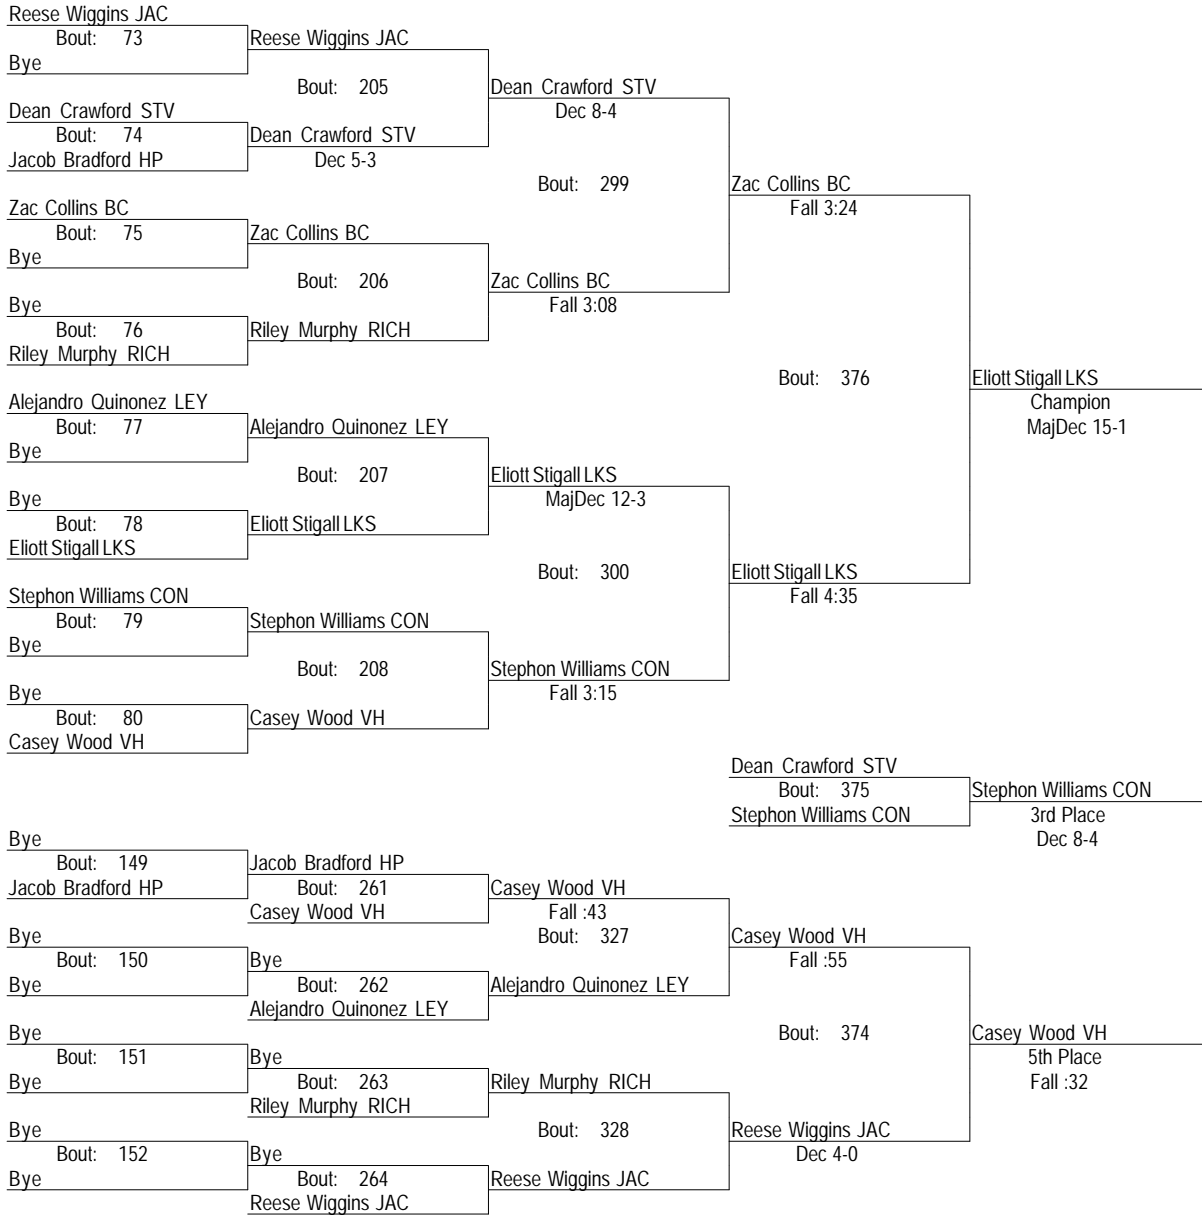 Reese Wiggins JAC
Bout: 73
Bye
Reese Wiggins JAC
Bout: 205
Dean Crawford STV
Bout: 74
Jacob Bradford HP
Dean Crawford STV
Dec 5-3
Dean Crawford STV
Dec 8-4
Bout: 299
Zac Collins BC
Bout: 75
Bye
Zac Collins BC
Bout: 206
Bye
Bout: 76
Riley Murphy RICH
Riley Murphy RICH
Zac Collins BC
Fall 3:08
Zac Collins BC
Fall 3:24
Bout: 376
Alejandro Quinonez LEY
Bout: 77
Bye
Alejandro Quinonez LEY
Bout: 207
Bye
Bout: 78
Eliott Stigall LKS
Eliott Stigall LKS
Eliott Stigall LKS
MajDec 12-3
Bout: 300
Stephon Williams CON
Bout: 79
Bye
Stephon Williams CON
Bout: 208
Bye
Bout: 80
Casey Wood VH
Casey Wood VH
Stephon Williams CON
Fall 3:15
Eliott Stigall LKS
Fall 4:35
Eliott Stigall LKS
Champion
MajDec 15-1
Dean Crawford STV
Bout: 375
Stephon Williams CON
Stephon Williams CON
3rd Place
Dec 8-4
Bye
Bout: 149
Jacob Bradford HP
Jacob Bradford HP
Bout: 261
Casey Wood VH
Casey Wood VH
Fall :43
Bout: 327
Bye
Bout: 150
Bye
Bye
Bout: 262
Alejandro Quinonez LEY
Alejandro Quinonez LEY
Casey Wood VH
Fall :55
Bout: 374
Bye
Bout: 151
Bye
Bye
Bout: 263
Riley Murphy RICH
Riley Murphy RICH
Bout: 328
Bye
Bout: 152
Bye
Bye
Bout: 264
Reese Wiggins JAC
Reese Wiggins JAC
Reese Wiggins JAC
Dec 4-0
Casey Wood VH
5th Place
Fall :32